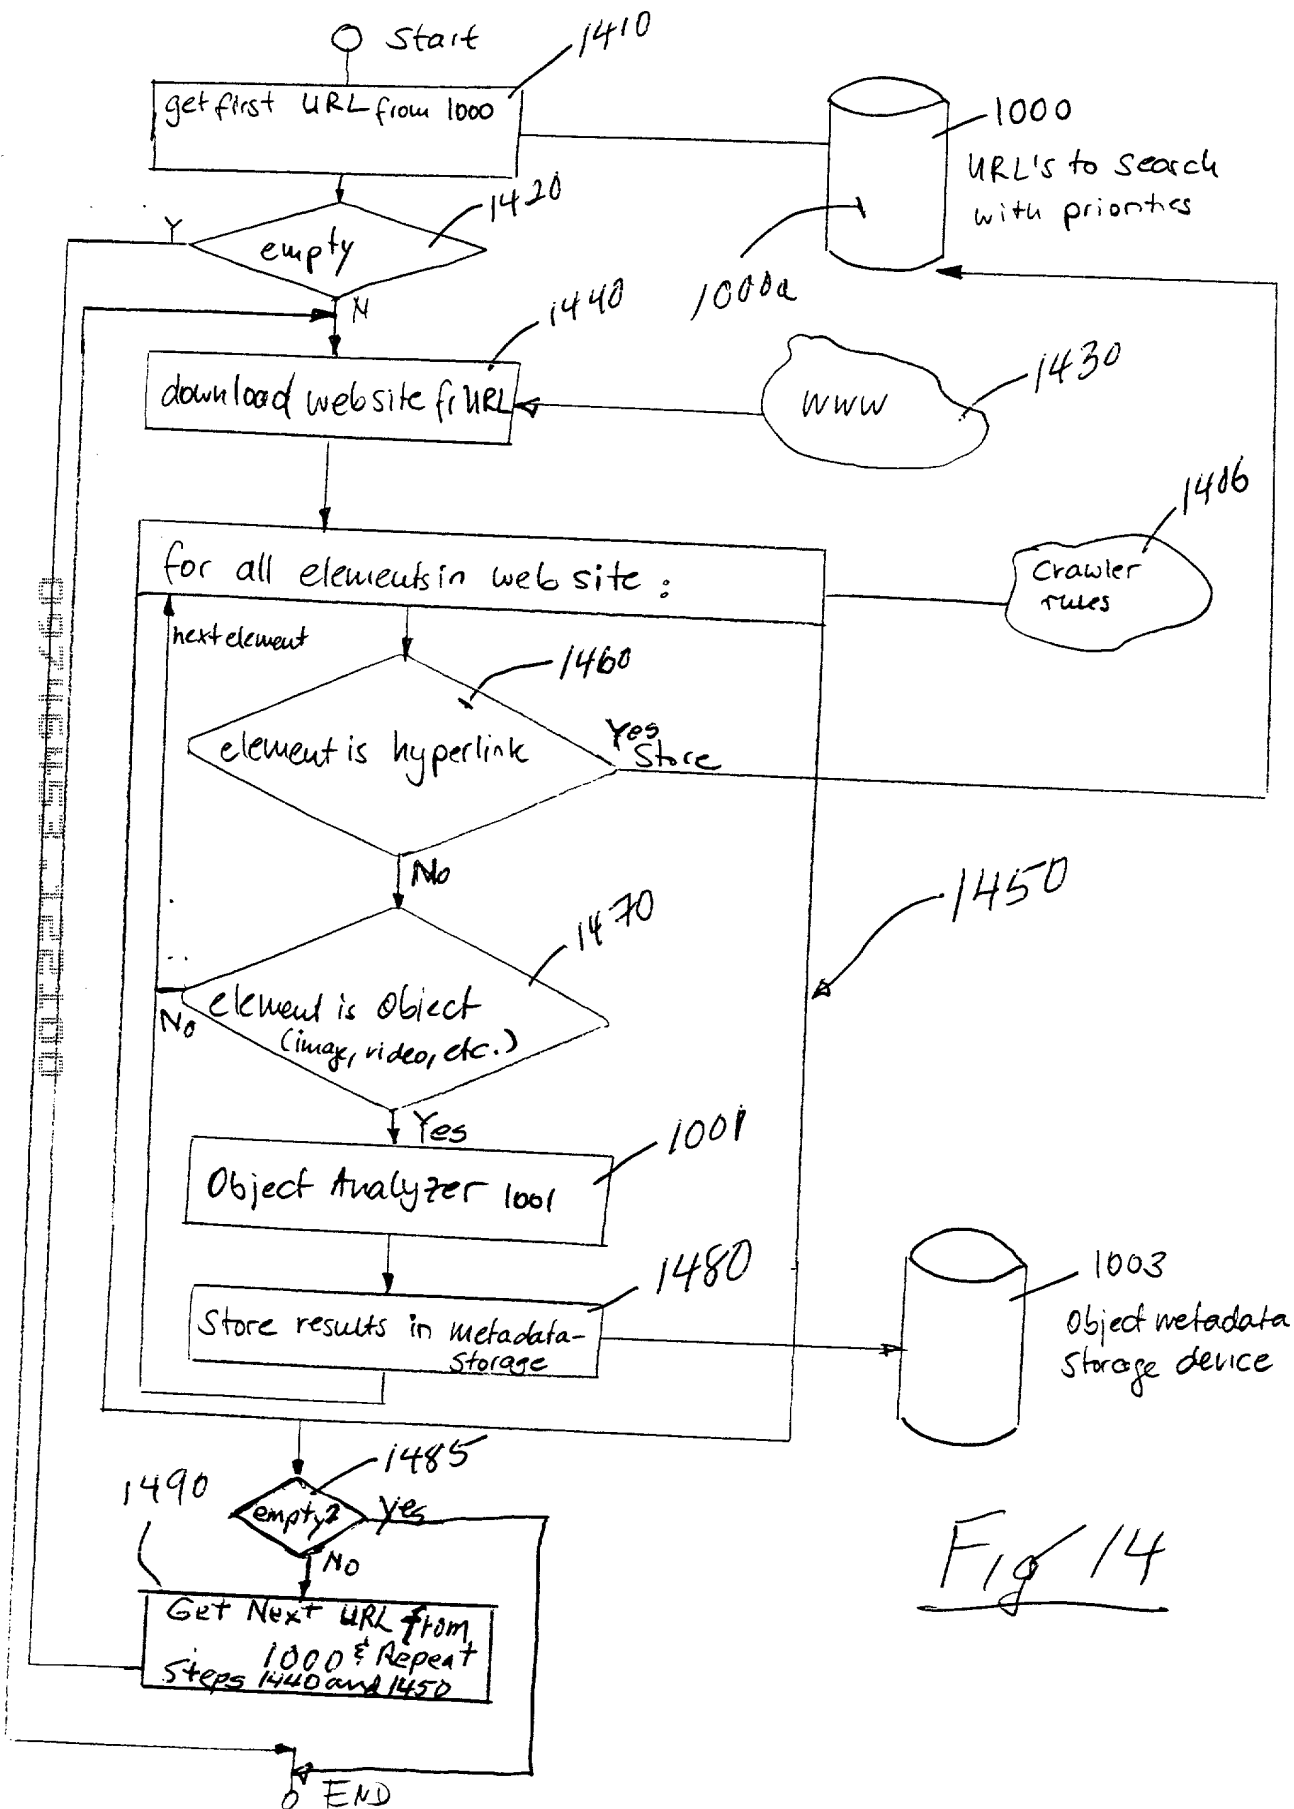 Start
1410
get first URL from 1000
1000
URL's to search
with priorities
1420
Y
empty
1000a
N
1440
1430
download web site fr URL
WWW
1406
for all elements in web site :
Crawler
rules
next element
1460
element is hyperlink
Yes
Store
No
1450
1470
element is Object
(image, video, etc.)
No
Yes
1001
Object Analyzer 1001
1480
Store results in metadata-
storage
1003
Object metadata
storage device
1485
1490
empty?
Yes
No
Get Next URL from
1000 & Repeat
Steps 1440 and 1450
Fig 14
END